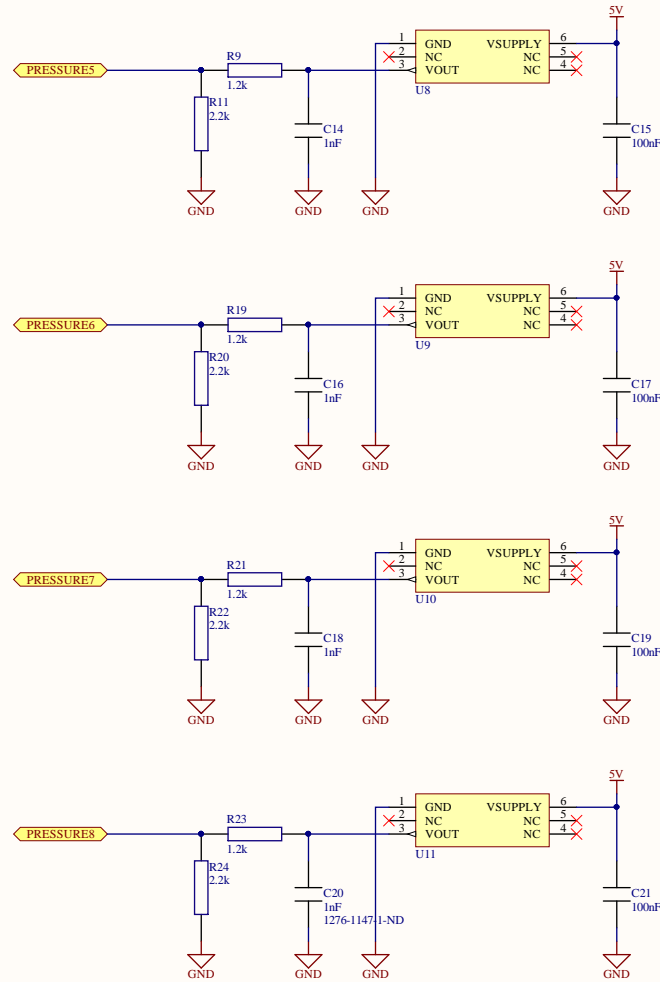 5V
1 GND VSUPPLY 6
2 NC NC 5
3 VOUT NC 4
U8
PRESSURE5
R9
1.2k
R11
2.2k
C14
1nF
C15
100nF
GND GND GND GND
5V
1 GND VSUPPLY 6
2 NC NC 5
3 VOUT NC 4
U9
PRESSURE6
R19
1.2k
R20
2.2k
C16
1nF
C17
100nF
GND GND GND GND
5V
1 GND VSUPPLY 6
2 NC NC 5
3 VOUT NC 4
U10
PRESSURE7
R21
1.2k
R22
2.2k
C18
1nF
C19
100nF
GND GND GND GND
5V
1 GND VSUPPLY 6
2 NC NC 5
3 VOUT NC 4
U11
PRESSURE8
R23
1.2k
R24
2.2k
C20
1nF
1276-1147-1-ND
C21
100nF
GND GND GND GND